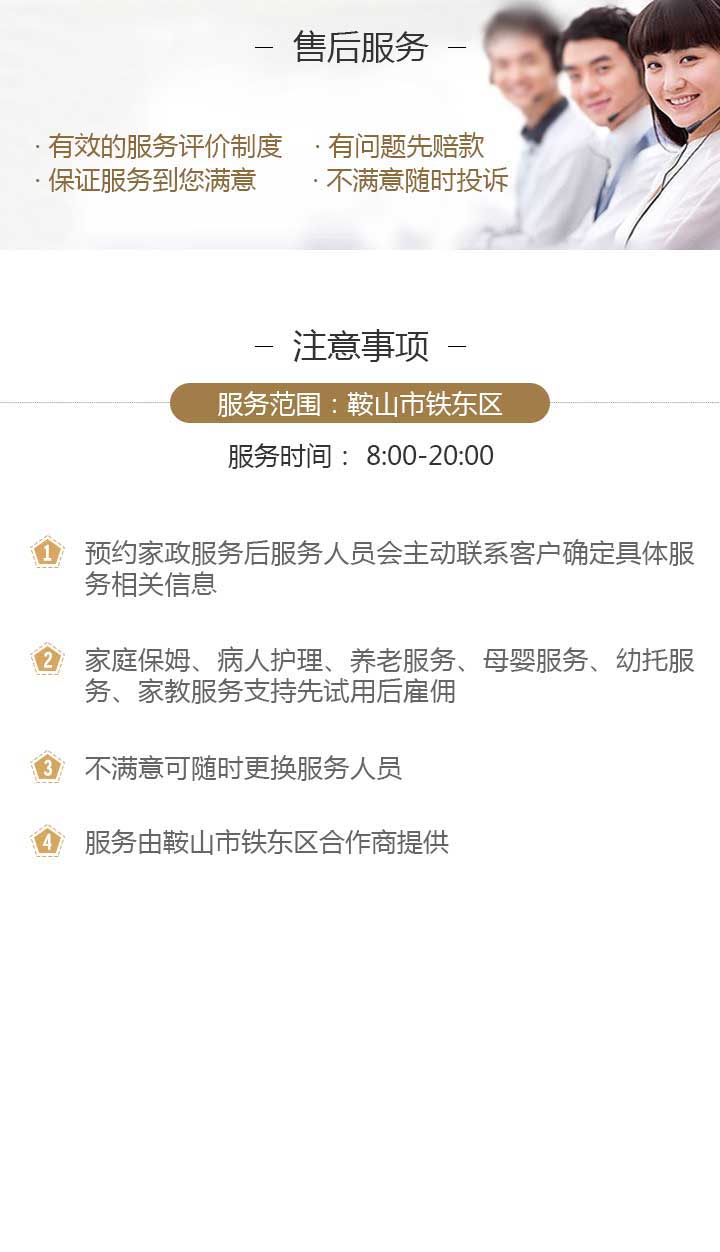 – 售后服务 –
· 有效的服务评价制度 · 有问题先赔款
· 保证服务到您满意 · 不满意随时投诉
– 注意事项 –
服务范围：鞍山市铁东区
服务时间： 8:00-20:00
1 预约家政服务后服务人员会主动联系客户确定具体服
务相关信息
2 家庭保姆、病人护理、养老服务、母婴服务、幼托服
务、家教服务支持先试用后雇佣
3 不满意可随时更换服务人员
4 服务由鞍山市铁东区合作商提供